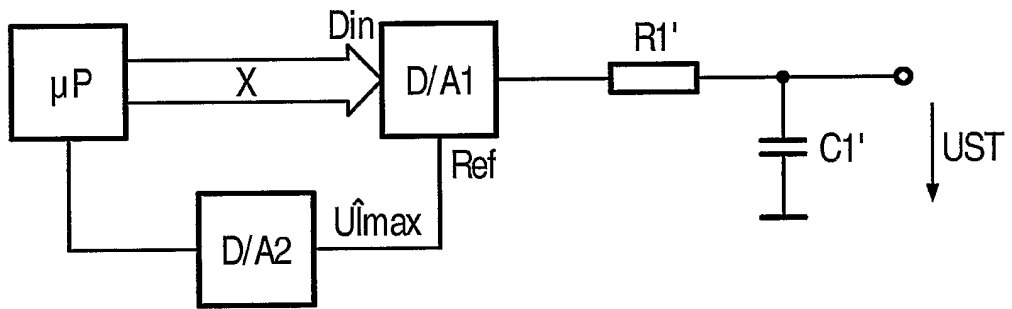 Din
R1'
µP
X
D/A1
C1'
UST
Ref
D/A2
UÎmax